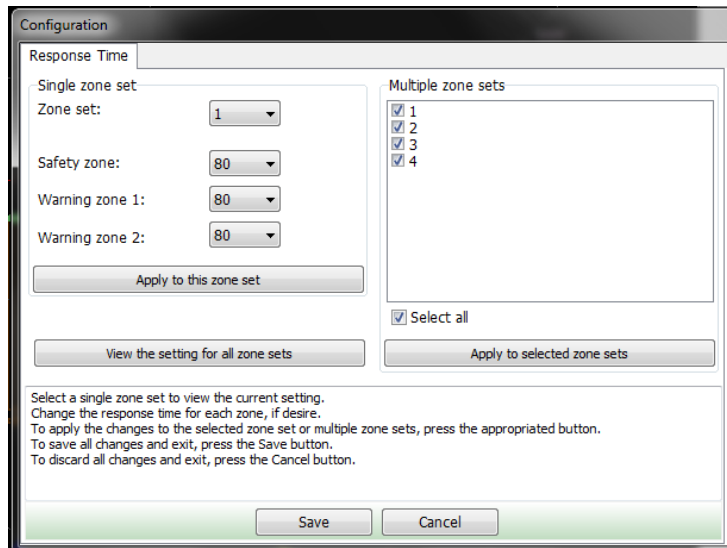 Configuration
Response Time
Single zone set
Zone set:
1
Safety zone:
80
Warning zone 1:
80
Warning zone 2:
80
Apply to this zone set
View the setting for all zone sets
Multiple zone sets
1
2
3
4
Select all
Apply to selected zone sets
Select a single zone set to view the current setting.
Change the response time for each zone, if desire.
To apply the changes to the selected zone set or multiple zone sets, press the appropriated button.
To save all changes and exit, press the Save button.
To discard all changes and exit, press the Cancel button.
Save
Cancel